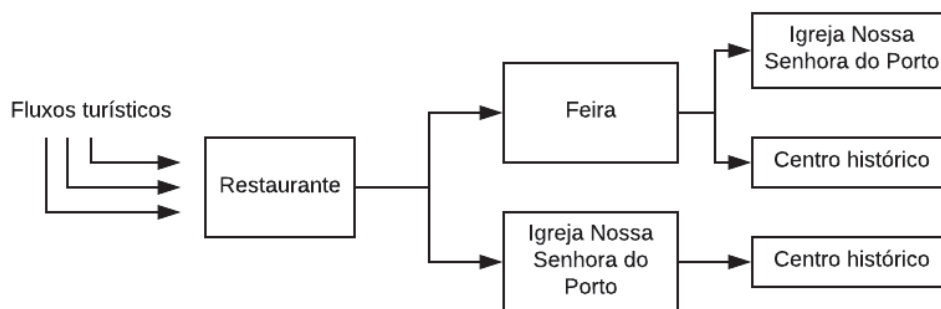 Igreja Nossa
Senhora do Porto
Fluxos turísticos
Feira
Centro histórico
Restaurante
Igreja Nossa
Senhora do
Porto
Centro histórico